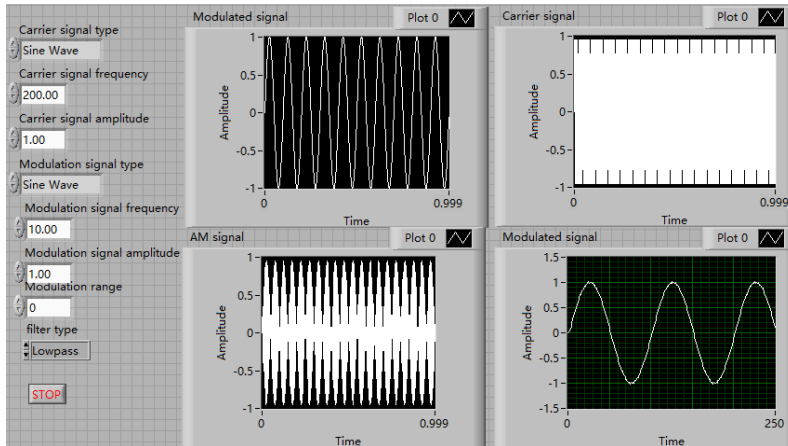 Carrier signal type
Sine Wave
Carrier signal frequency
200.00
Carrier signal amplitude
1.00
Modulation signal type
Sine Wave
Modulation signal frequency
10.00
Modulation signal amplitude
1.00
Modulation range
0
filter type
Lowpass
STOP
Modulated signal
Plot 0
1-
0.5-
0-
-0.5-
-1-
Amplitude
0
0.999
Time
Carrier signal
Plot 0
1-
0.5-
0-
-0.5-
-1-
Amplitude
0
0.999
Time
AM signal
Plot 0
1-
0.5-
0-
-0.5-
-1-
Amplitude
0
0.999
Time
Modulated signal
Plot 0
1.5-
1-
0.5-
0-
-0.5-
-1-
-1.5-
Amplitude
0
250
Time